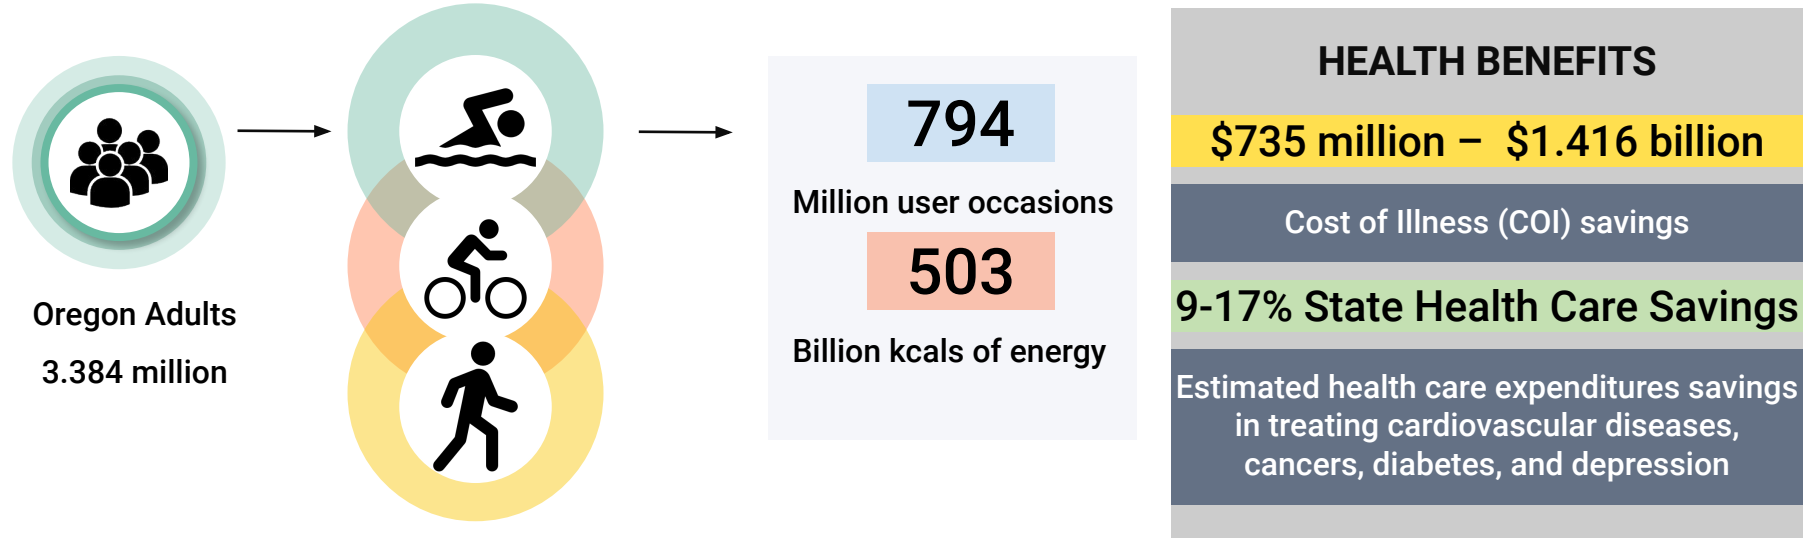 Oregon Adults
3.384 million
794
Million user occasions
503
Billion kcals of energy
HEALTH BENEFITS
$735 million – $1.416 billion
Cost of Illness (COI) savings
9-17% State Health Care Savings
Estimated health care expenditures savings
in treating cardiovascular diseases,
cancers, diabetes, and depression